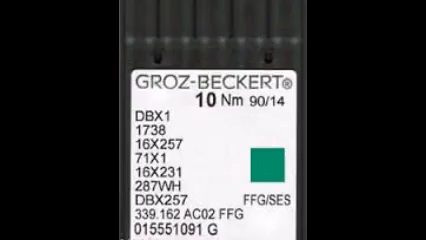 GROZ-BECKERT®
10 Nm 90/14
DBX1
1738
16X257
71X1
16X231
287WH
DBX257 FFG/SES
339.162 AC02 FFG
015551091 G